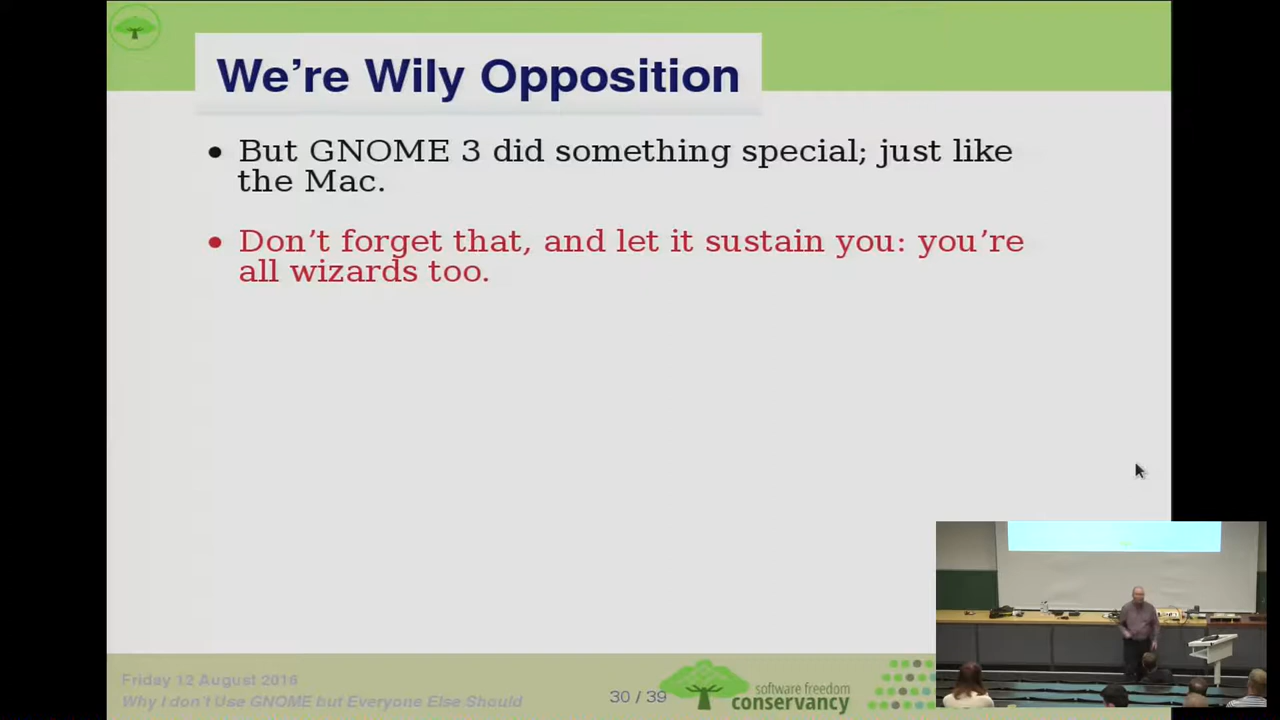 We're Wily Opposition
• But GNOME 3 did something special; just like
the Mac.
• Don't forget that, and let it sustain you: you're
all wizards too.
Friday 12 August 2016
Why I don't Use GNOME but Everyone Else Should
30 / 39
software freedom
conservancy